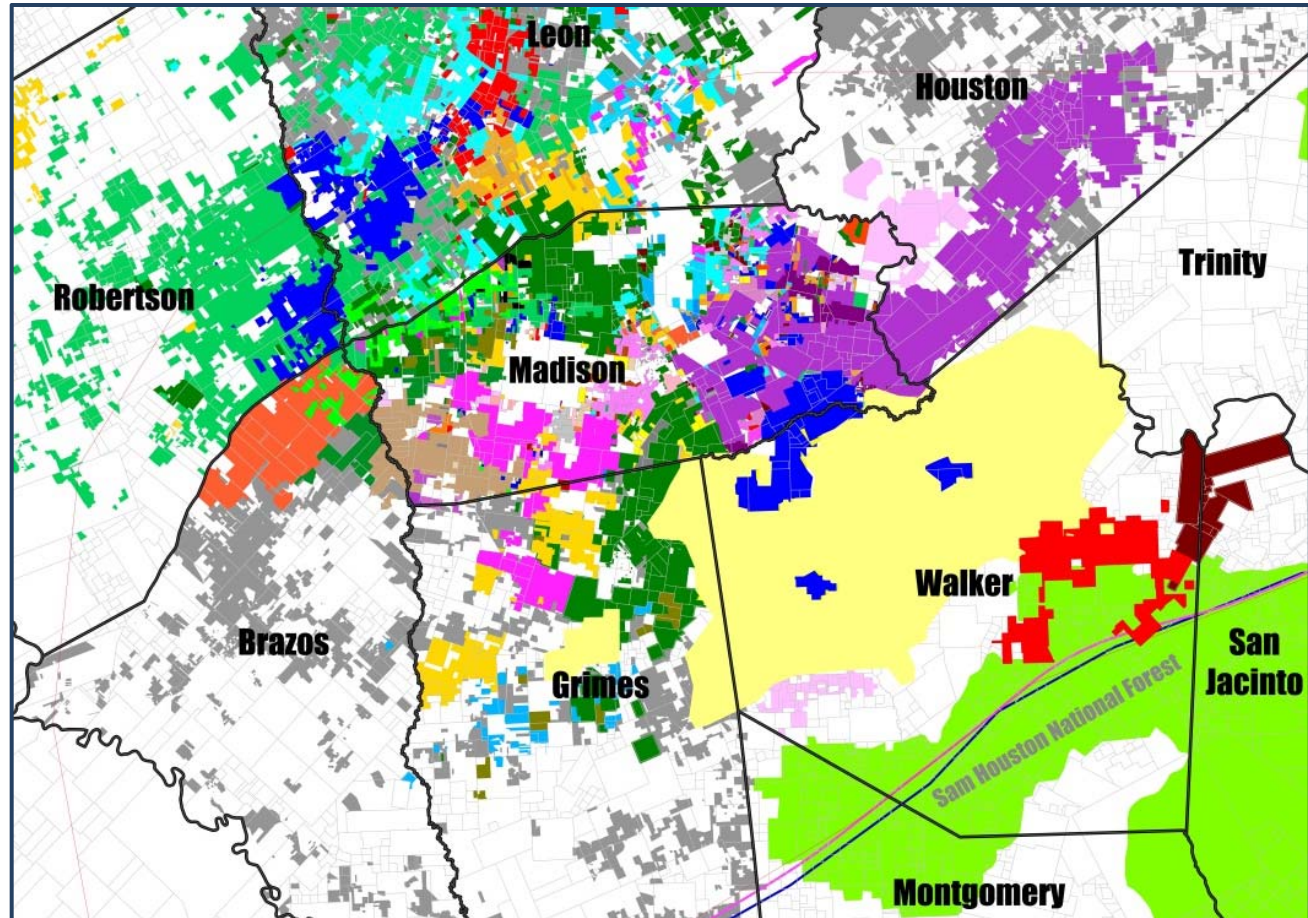 Leon
Houston
Trinity
Robertson
Madison
Walker
Brazos
Grimes
San
Jacinto
Sam Houston National Forest
Montgomery